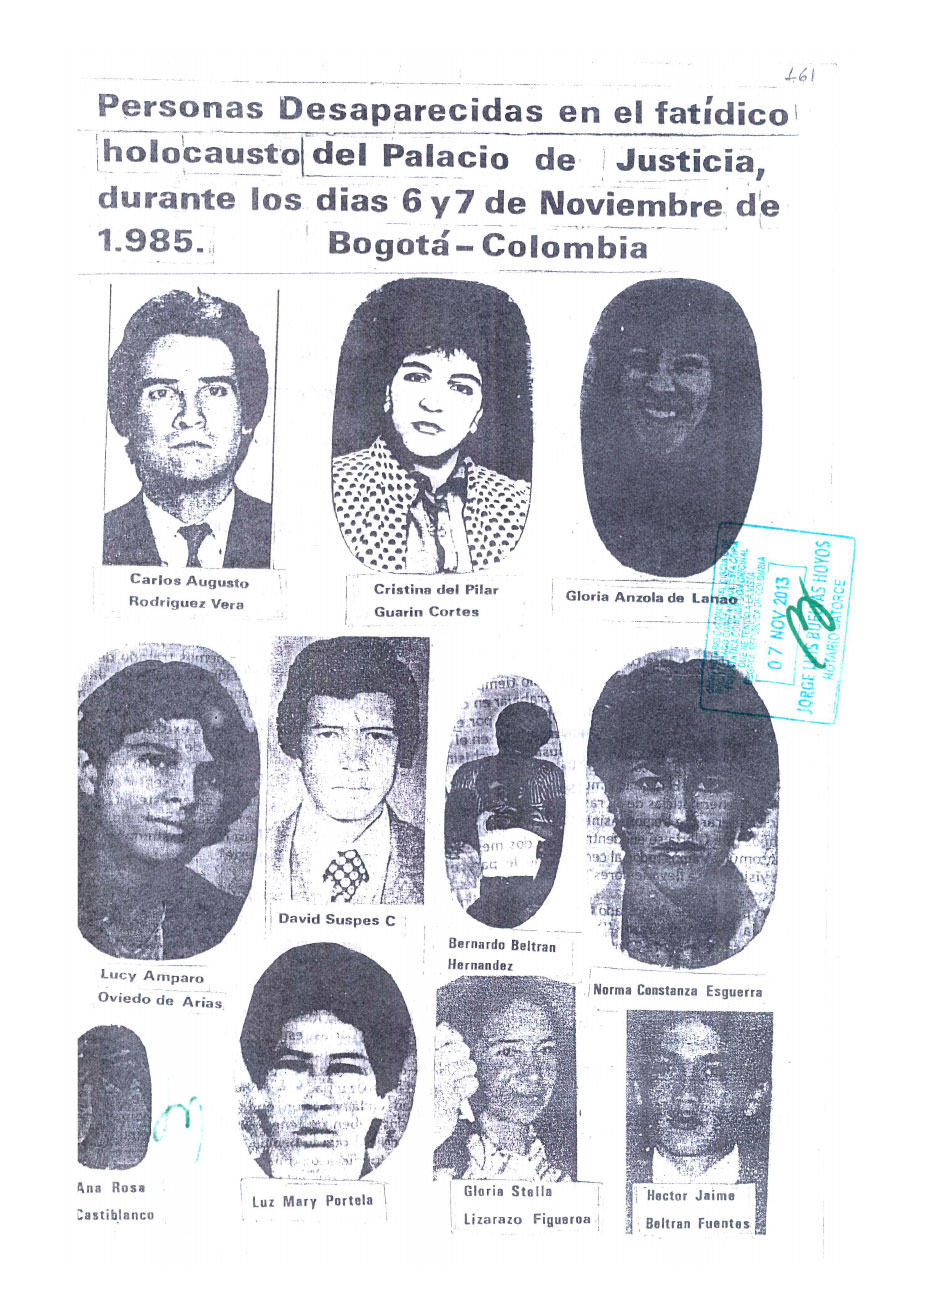 161
Personas Desaparecidas en el fatídico
holocausto del Palacio de Justicia,
durante los dias 6 y 7 de Noviembre de
1.985. Bogotá – Colombia
Carlos Augusto
Rodriguez Vera
Cristina del Pilar
Guarin Cortes
Gloria Anzola de Lanao
07 NOV 2013
JORGE LUIS BUENDIAS HOYOS
NOTARIO CATORCE
Lucy Amparo
Oviedo de Arias
David Suspes C
Bernardo Beltran
Hernandez
Norma Constanza Esguerra
Ana Rosa
Castiblanco
Luz Mary Portela
Gloria Stella
Lizarazo Figueroa
Hector Jaime
Beltran Fuentes